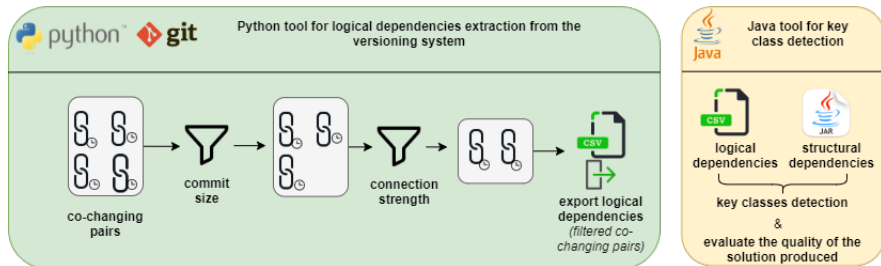 python™
git
Python tool for logical dependencies extraction from the
versioning system
co-changing
pairs
commit
size
connection
strength
CSV
export logical
dependencies
(filtered co-
changing pairs)
Java
Java tool for key
class detection
CSV
JAR
logical
dependencies
structural
dependencies
key classes detection
&
evaluate the quality of the
solution produced